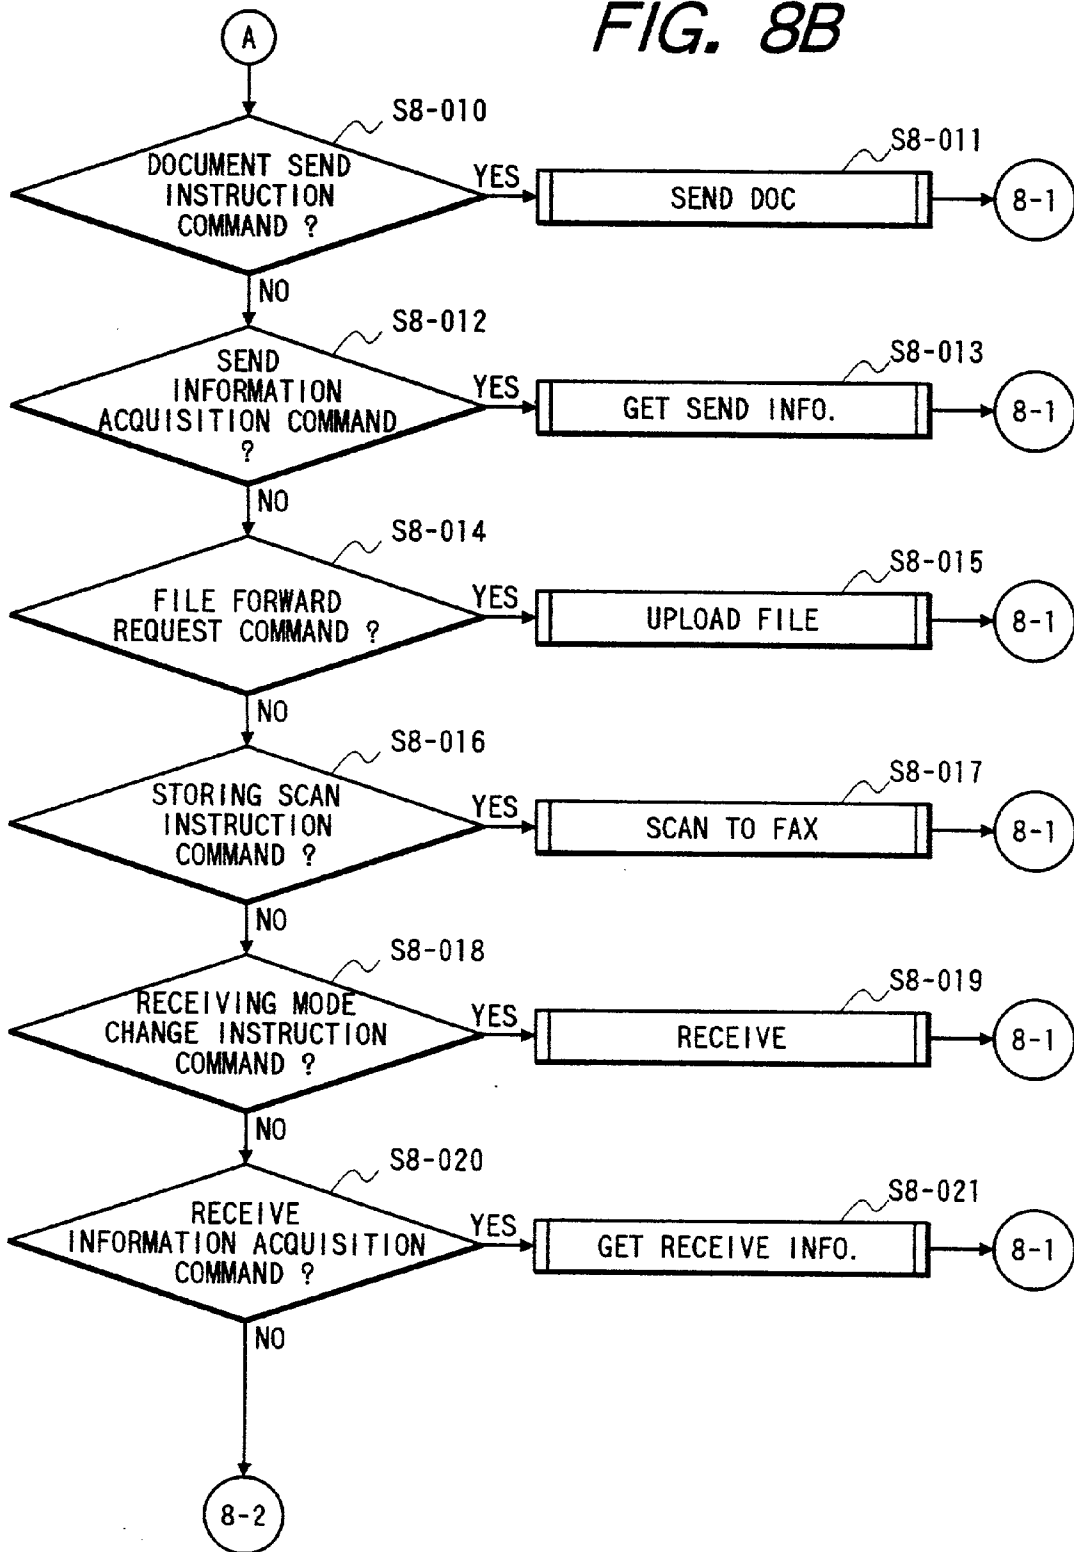 FIG. 8B
A
S8-010
DOCUMENT SEND
INSTRUCTION
COMMAND ?
YES
S8-011
SEND DOC
8-1
NO
S8-012
SEND
INFORMATION
ACQUISITION COMMAND
?
YES
S8-013
GET SEND INFO.
8-1
NO
S8-014
FILE FORWARD
REQUEST COMMAND ?
YES
S8-015
UPLOAD FILE
8-1
NO
S8-016
STORING SCAN
INSTRUCTION
COMMAND ?
YES
S8-017
SCAN TO FAX
8-1
NO
S8-018
RECEIVING MODE
CHANGE INSTRUCTION
COMMAND ?
YES
S8-019
RECEIVE
8-1
NO
S8-020
RECEIVE
INFORMATION ACQUISITION
COMMAND ?
YES
S8-021
GET RECEIVE INFO.
8-1
NO
8-2